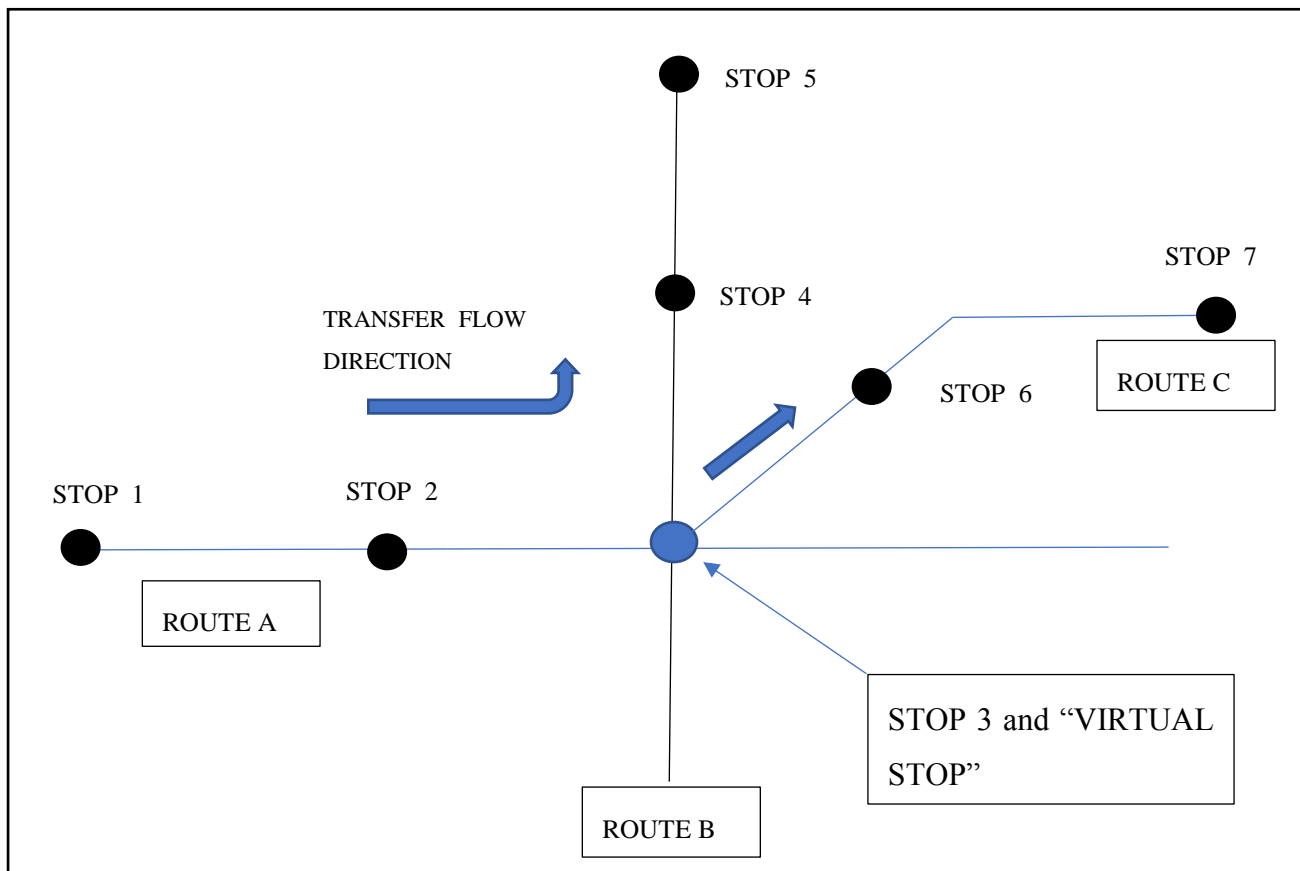 STOP 5
STOP 7
STOP 4
TRANSFER FLOW
DIRECTION
ROUTE C
STOP 6
STOP 1
STOP 2
ROUTE A
STOP 3 and “VIRTUAL
STOP”
ROUTE B